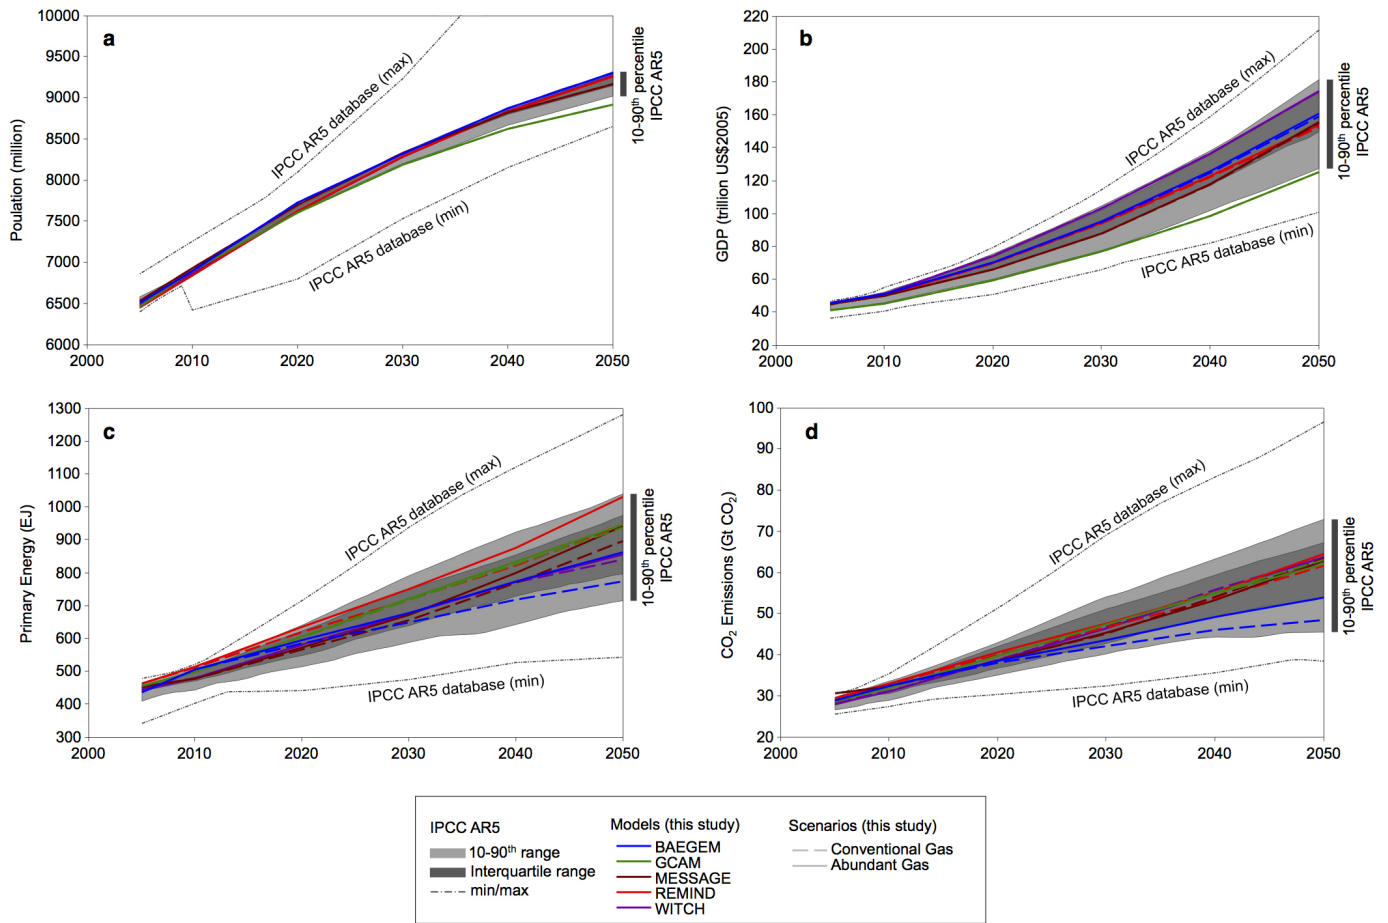 a
Poulation (million)
10000
9500
9000
8500
8000
7500
7000
6500
6000
2000
2010
2020
2030
2040
2050
IPCC AR5 database (max)
IPCC AR5 database (min)
10-90th percentile
IPCC AR5
b
GDP (trillion US$2005)
220
200
180
160
140
120
100
80
60
40
20
2000
2010
2020
2030
2040
2050
IPCC AR5 database (max)
IPCC AR5 database (min)
10-90th percentile
IPCC AR5
c
Primary Energy (EJ)
1300
1200
1100
1000
900
800
700
600
500
400
300
2000
2010
2020
2030
2040
2050
IPCC AR5 database (max)
IPCC AR5 database (min)
10-90th percentile
IPCC AR5
d
CO2 Emissions (Gt CO2)
100
90
80
70
60
50
40
30
20
2000
2010
2020
2030
2040
2050
IPCC AR5 database (max)
IPCC AR5 database (min)
10-90th percentile
IPCC AR5
IPCC AR5
10-90th range
Interquartile range
min/max
Models (this study)
BAEGEM
GCAM
MESSAGE
REMIND
WITCH
Scenarios (this study)
Conventional Gas
Abundant Gas